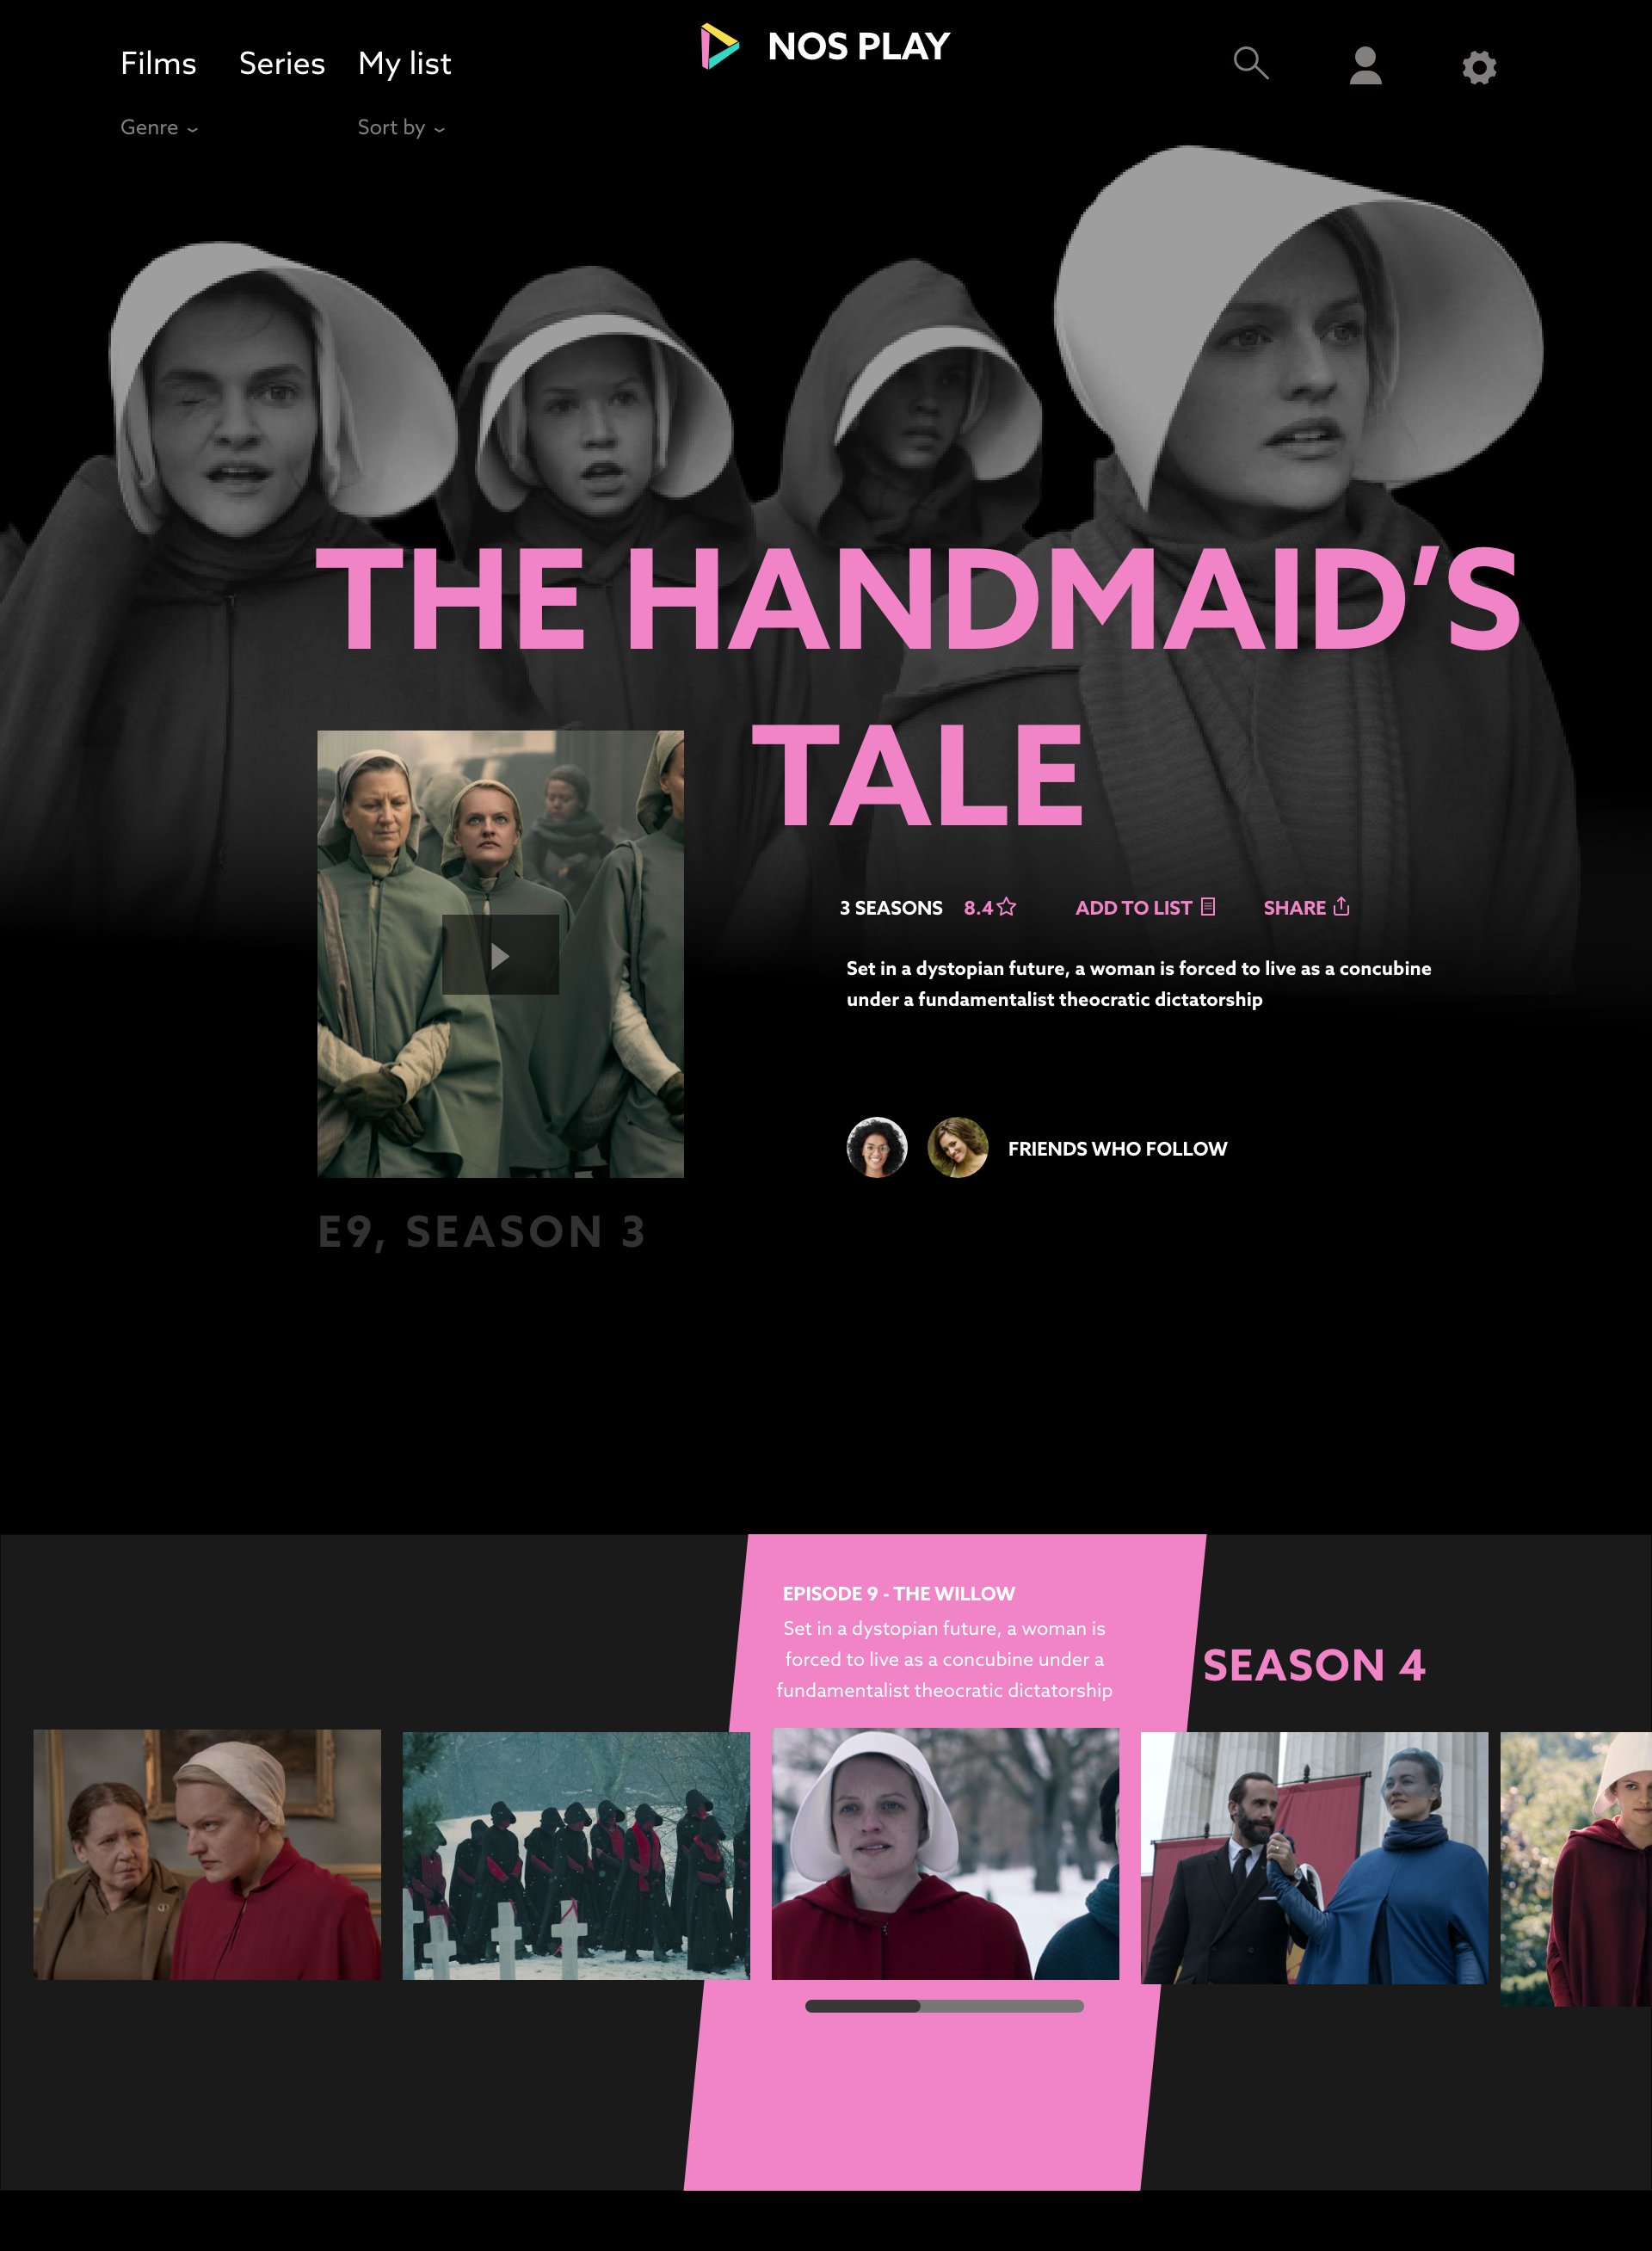 NOS PLAY
Films Series My list
Genre Sort by
THE HANDMAID'S
TALE
3 SEASONS 8.4 ADD TO LIST SHARE
Set in a dystopian future, a woman is forced to live as a concubine
under a fundamentalist theocratic dictatorship
FRIENDS WHO FOLLOW
E9, SEASON 3
EPISODE 9 - THE WILLOW
Set in a dystopian future, a woman is
forced to live as a concubine under a
fundamentalist theocratic dictatorship
SEASON 4